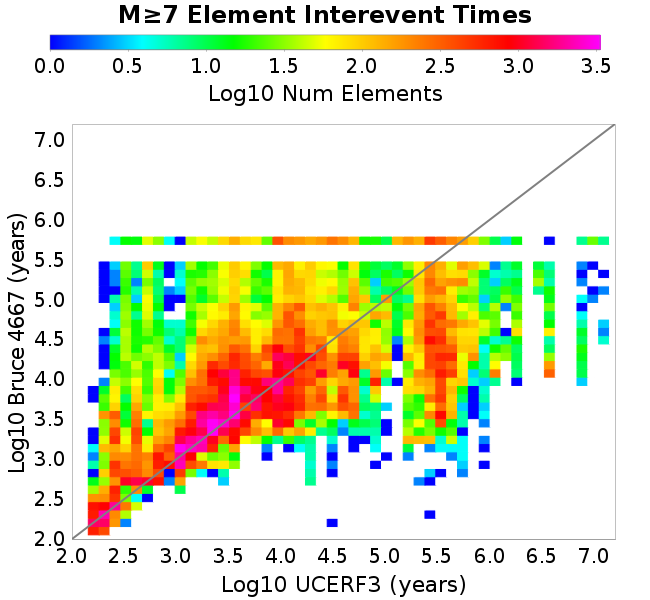 M≥7 Element Interevent Times
0.0 0.5 1.0 1.5 2.0 2.5 3.0 3.5
Log10 Num Elements
Log10 Bruce 4667 (years)
7.0
6.5
6.0
5.5
5.0
4.5
4.0
3.5
3.0
2.5
2.0
2.0 2.5 3.0 3.5 4.0 4.5 5.0 5.5 6.0 6.5 7.0
Log10 UCERF3 (years)